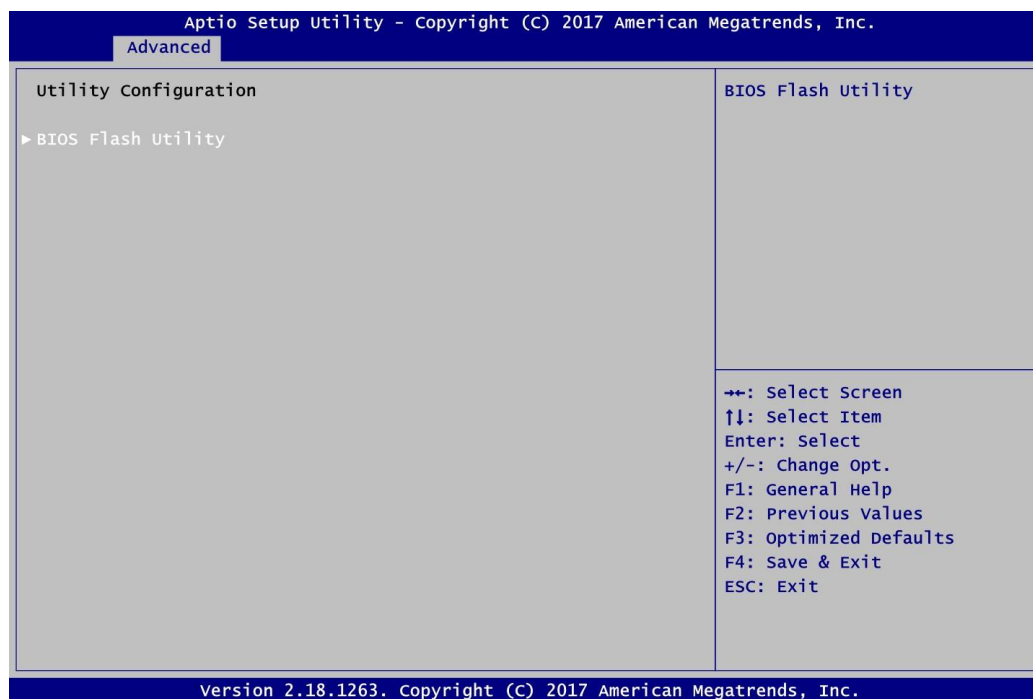 Aptio Setup Utility - Copyright (C) 2017 American Megatrends, Inc.
Advanced
Utility Configuration
▶ BIOS Flash Utility
BIOS Flash Utility
→←: Select Screen
↑↓: Select Item
Enter: Select
+/-: Change Opt.
F1: General Help
F2: Previous Values
F3: Optimized Defaults
F4: Save & Exit
ESC: Exit
Version 2.18.1263. Copyright (C) 2017 American Megatrends, Inc.